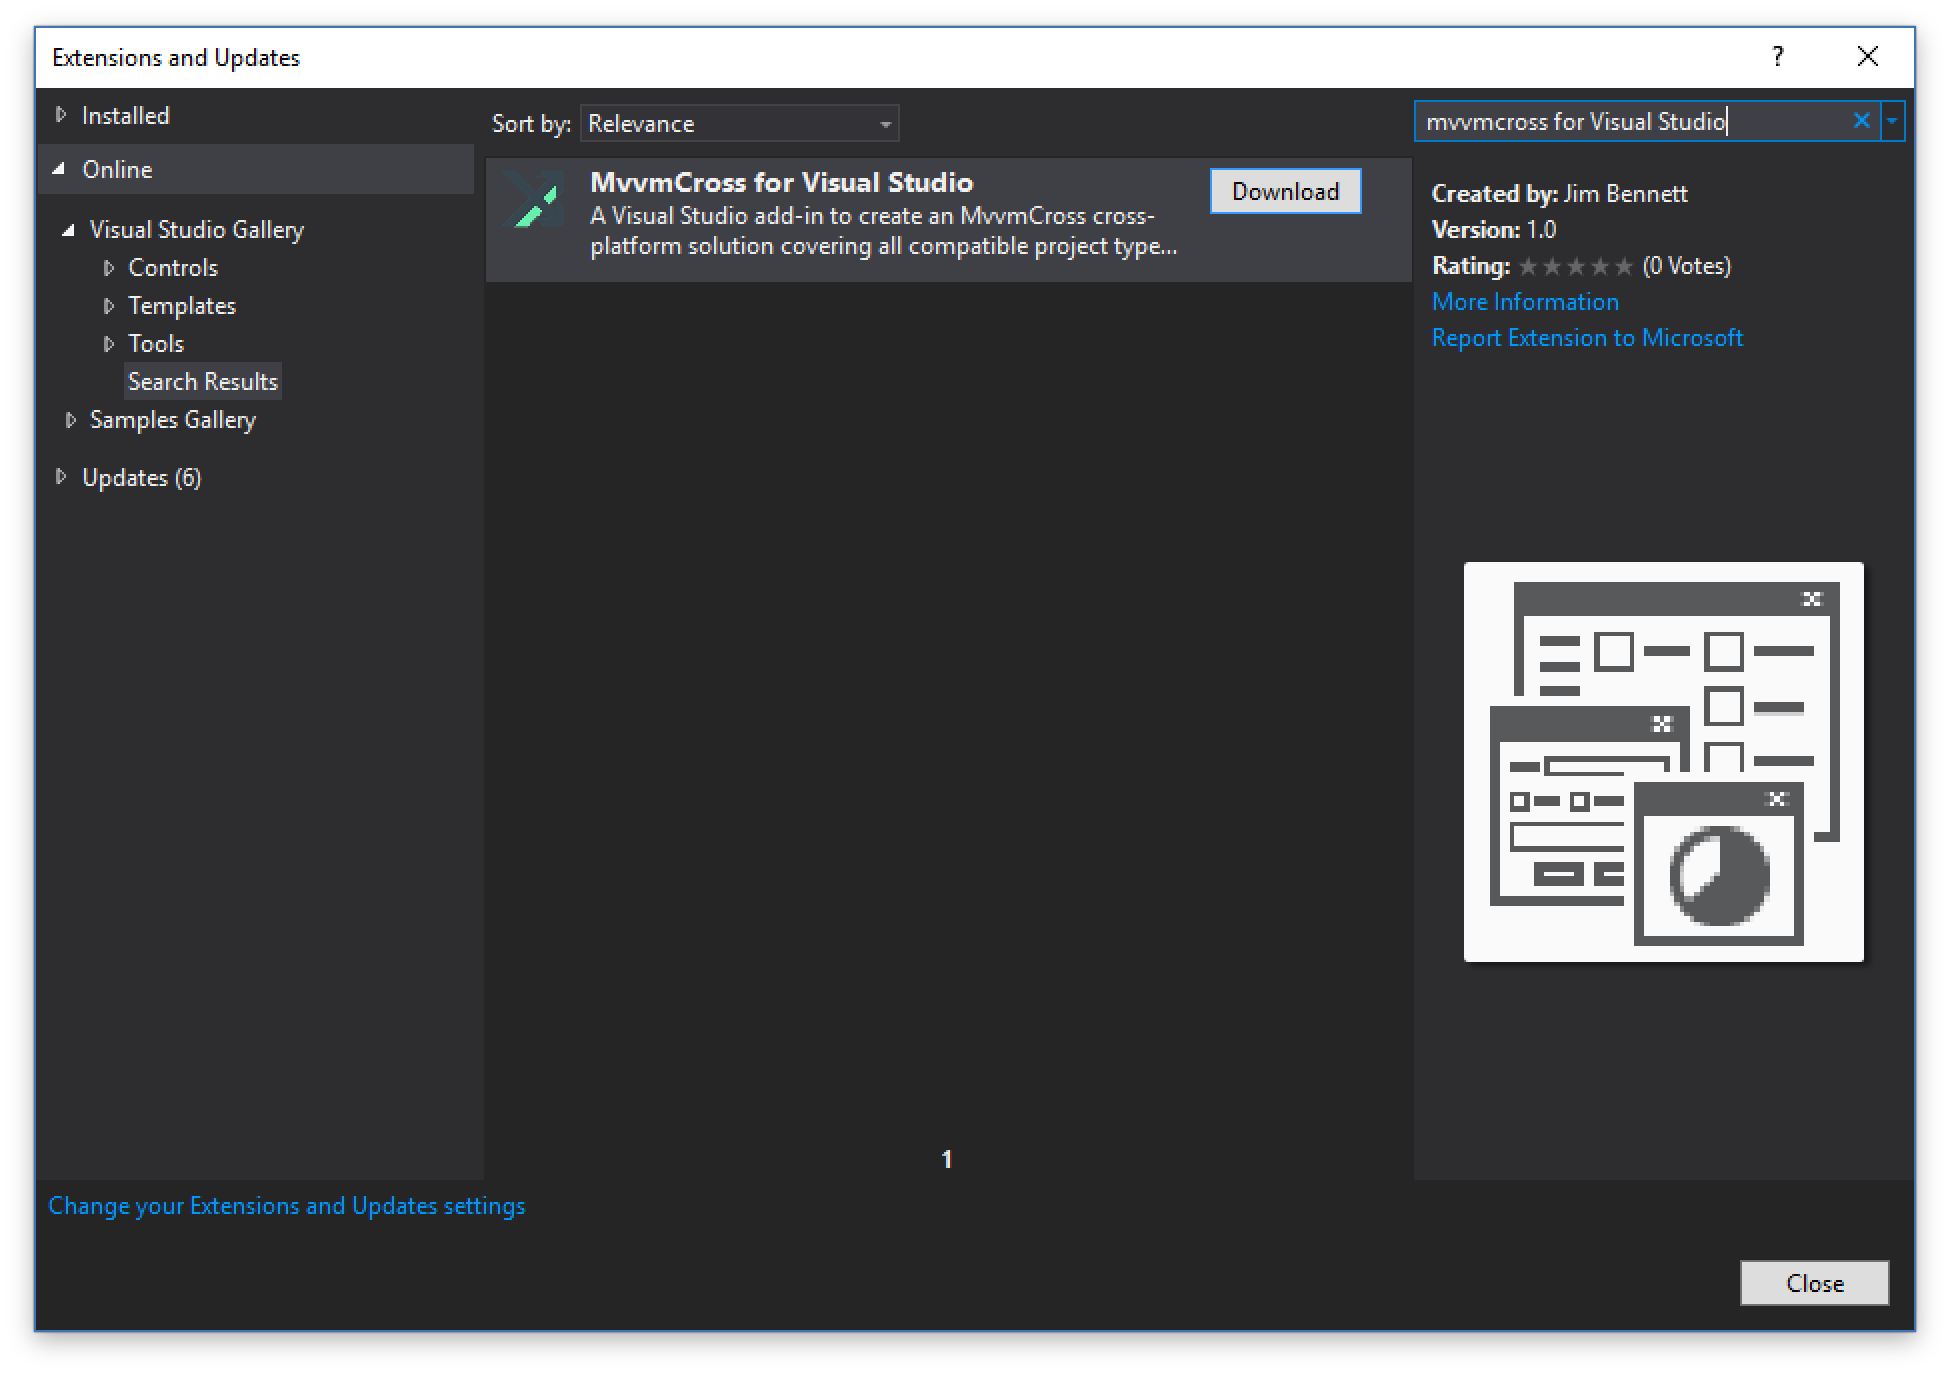 Extensions and Updates
?
Installed
Online
Visual Studio Gallery
Controls
Templates
Tools
Search Results
Samples Gallery
Updates (6)
Sort by: Relevance
MvvmCross for Visual Studio
Download
A Visual Studio add-in to create an MvvmCross cross-
platform solution covering all compatible project type...
1
mvvmcross for Visual Studio
Created by: Jim Bennett
Version: 1.0
Rating: (0 Votes)
More Information
Report Extension to Microsoft
Change your Extensions and Updates settings
Close